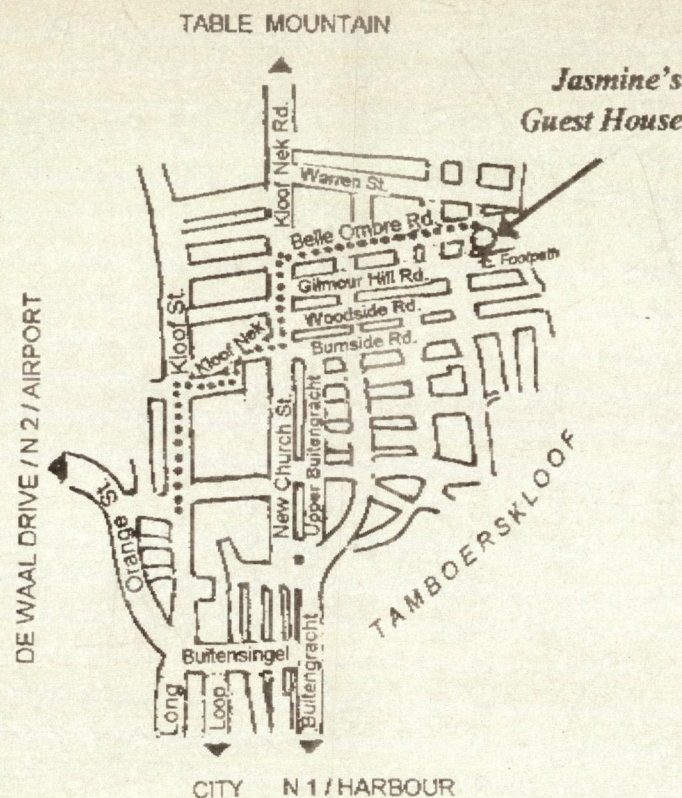 TABLE MOUNTAIN
Jasmine's
Guest House
Kloof Nek Rd.
Warren St.
Belle Ombre Rd.
Footpath
Gilmour Hill Rd.
Kloof St.
Woodside Rd.
Kloof Nek
Burnside Rd.
DE WAAL DRIVE / N 2 / AIRPORT
New Church St.
Upper Buitengracht
Orange St.
TAMBOERSKLOOF
Buitensingel
Buitengracht
Long
Loop
CITY N 1 / HARBOUR